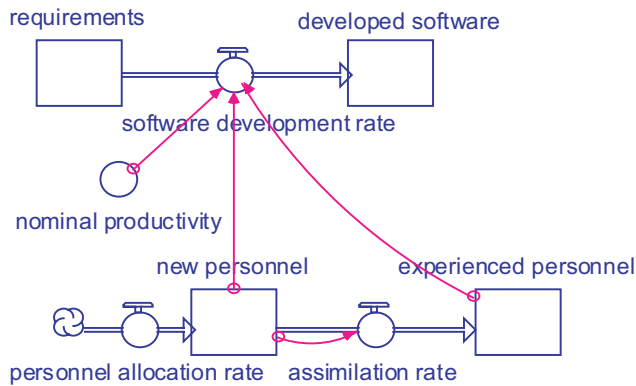 requirements
developed software
software development rate
nominal productivity
new personnel
experienced personnel
personnel allocation rate
assimilation rate